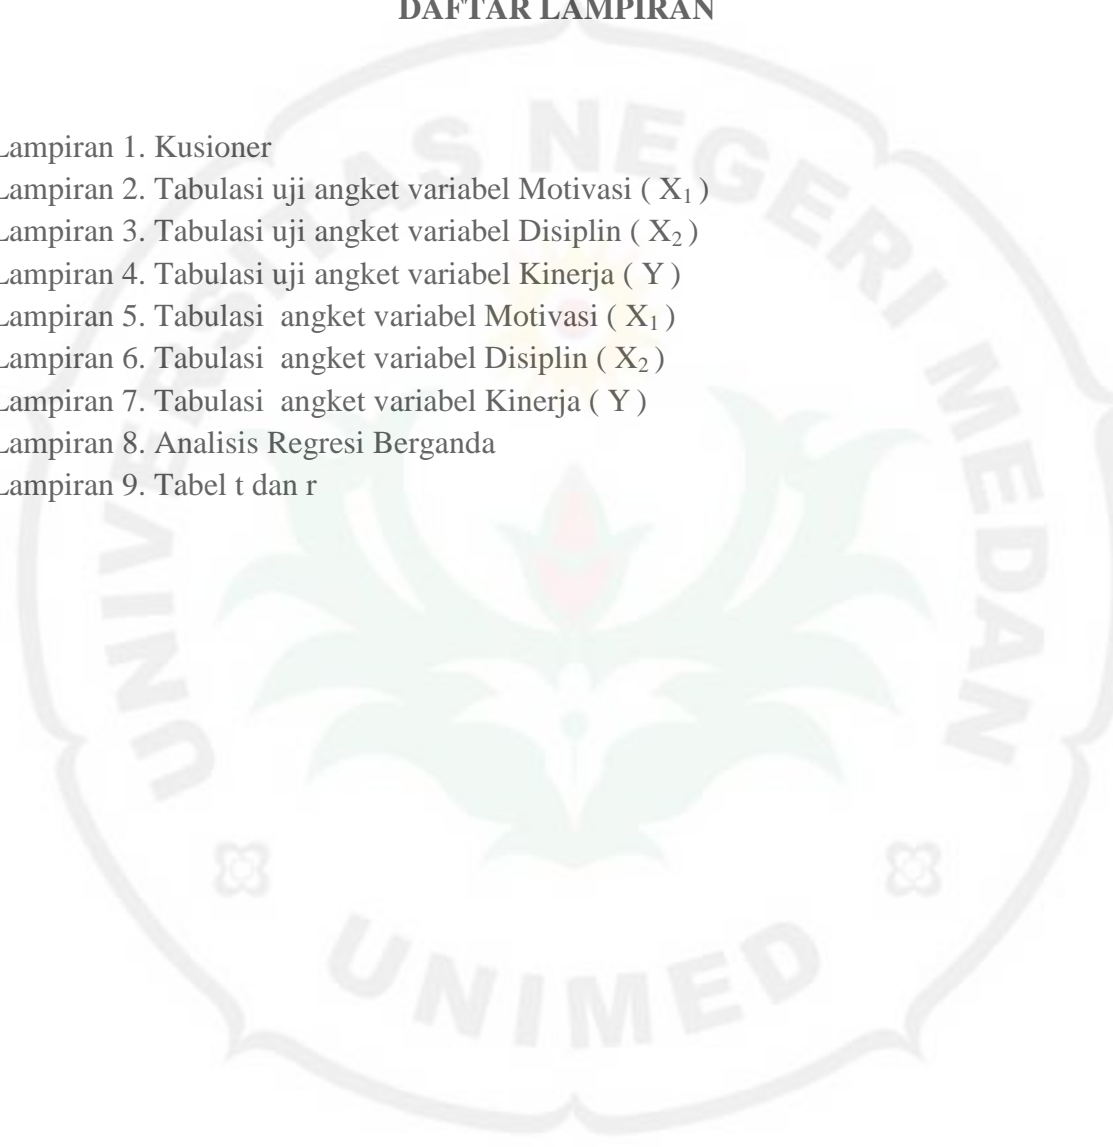 DAFTAR LAMPIRAN
Lampiran 1. Kusioner
Lampiran 2. Tabulasi uji angket variabel Motivasi ( X₁ )
Lampiran 3. Tabulasi uji angket variabel Disiplin ( X₂ )
Lampiran 4. Tabulasi uji angket variabel Kinerja ( Y )
Lampiran 5. Tabulasi angket variabel Motivasi ( X₁ )
Lampiran 6. Tabulasi angket variabel Disiplin ( X₂ )
Lampiran 7. Tabulasi angket variabel Kinerja ( Y )
Lampiran 8. Analisis Regresi Berganda
Lampiran 9. Tabel t dan r
UNIVERSITAS NEGERI MEDAN
UNIMED